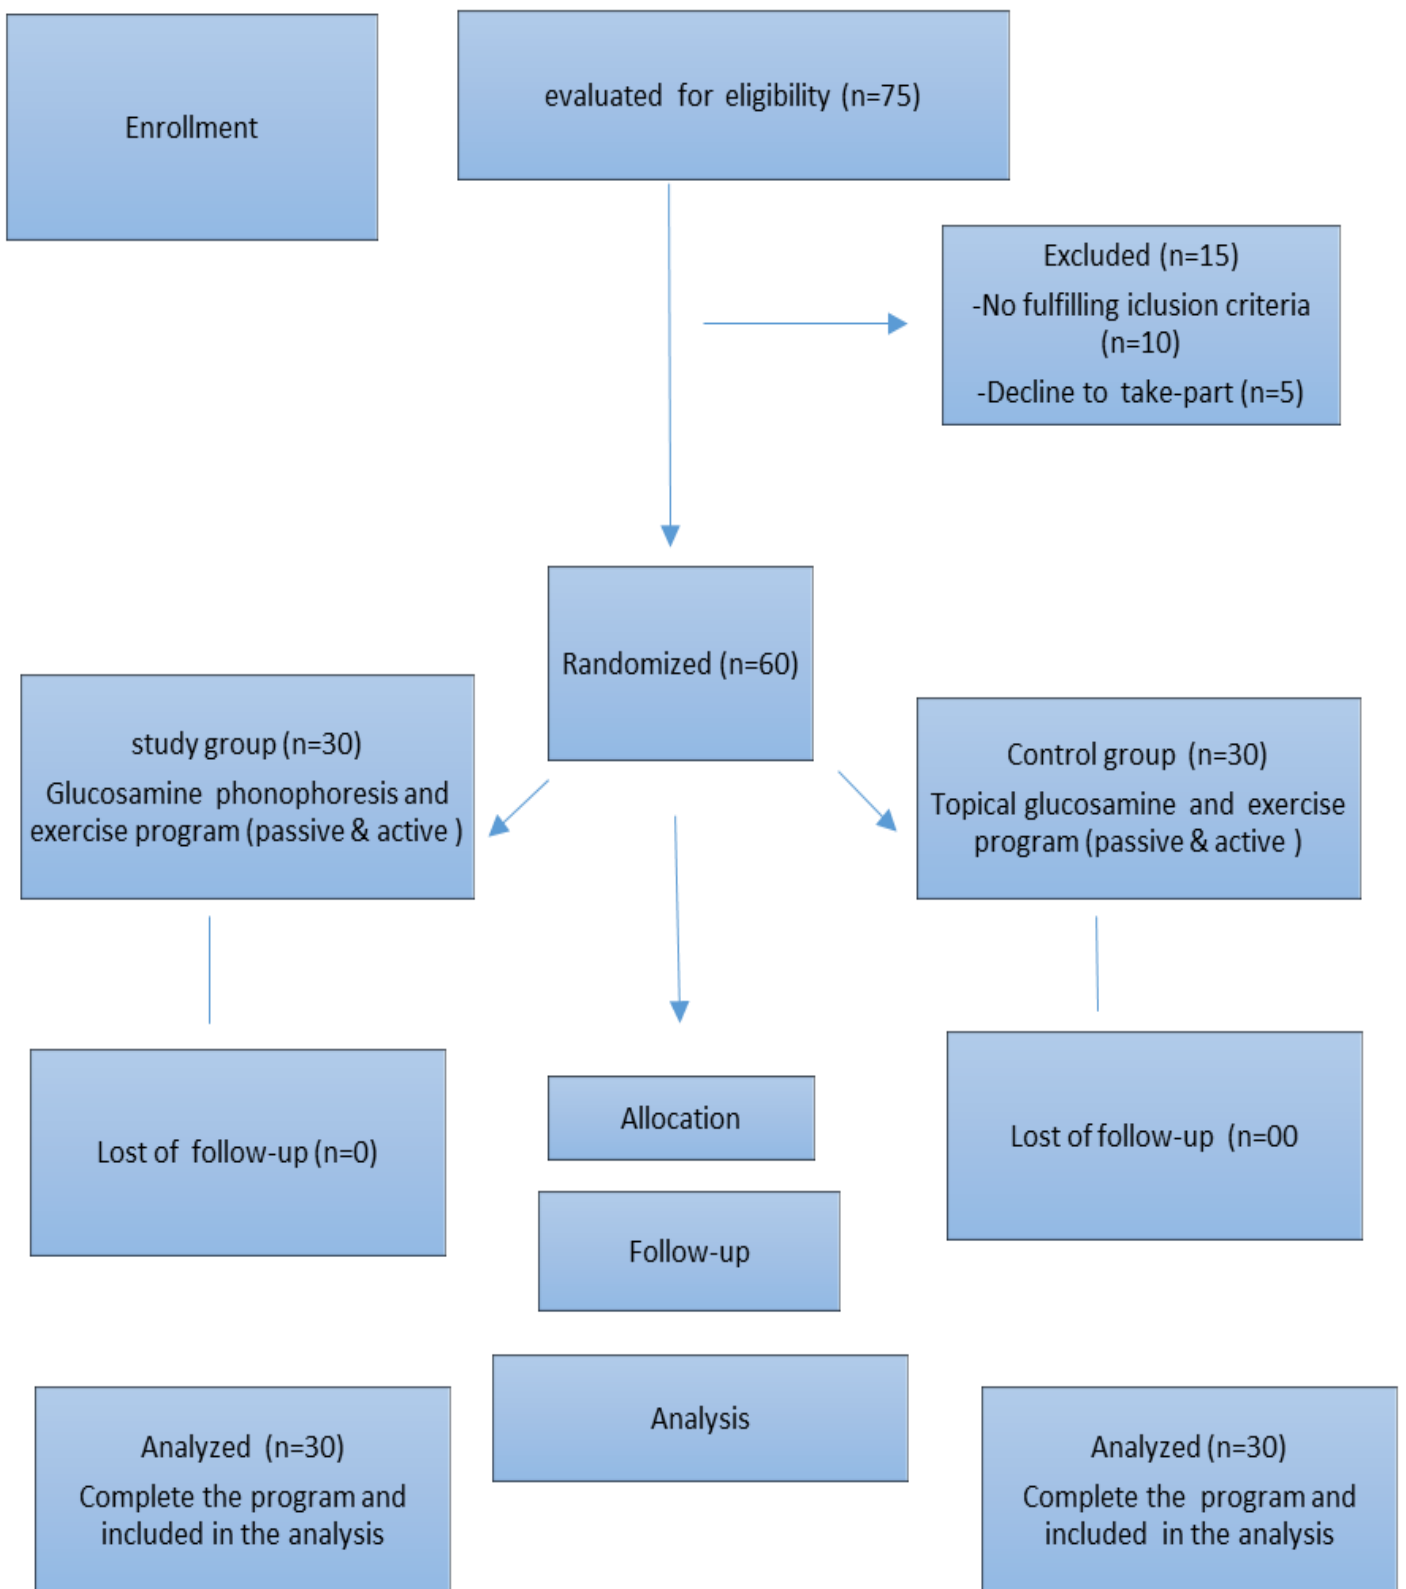 Enrollment
evaluated for eligibility (n=75)
Excluded (n=15)
-No fulfilling iclusion criteria
(n=10)
-Decline to take-part (n=5)
Randomized (n=60)
study group (n=30)
Glucosamine phonophoresis and
exercise program (passive & active )
Control group (n=30)
Topical glucosamine and exercise
program (passive & active )
Lost of follow-up (n=0)
Allocation
Lost of follow-up (n=00
Follow-up
Analysis
Analyzed (n=30)
Complete the program and
included in the analysis
Analyzed (n=30)
Complete the program and
included in the analysis